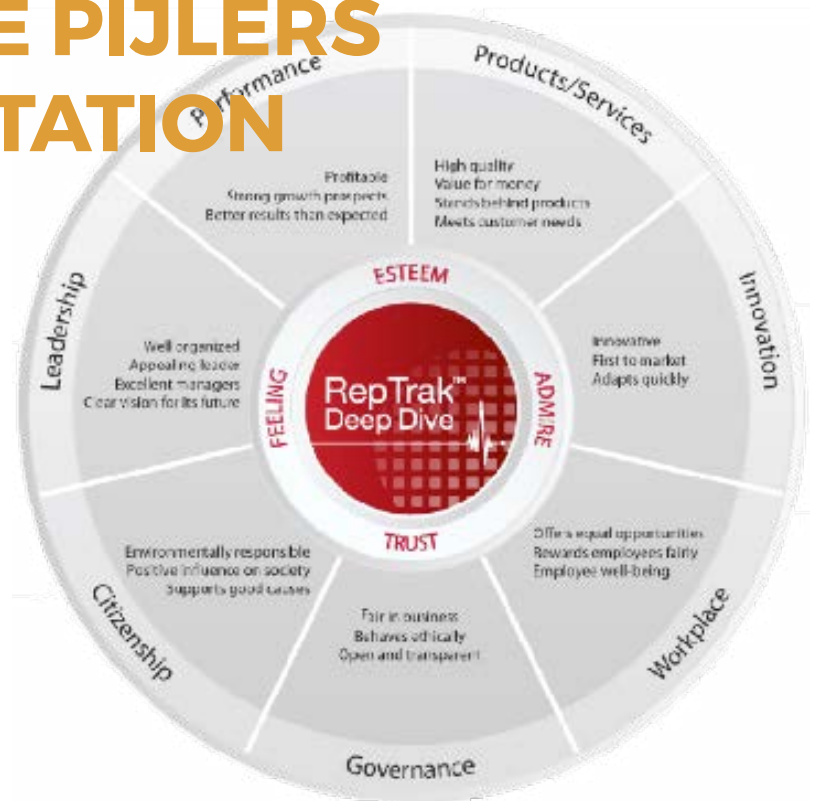 E PIJLERS
TATION
Performance
Products/Services
Profitable
Strong growth prospects
Better results than expected
High quality
Value for money
Stands behind products
Meets customer needs
Leadership
ESTEEM
Innovation
Well organized
Appealing leader
Excellent managers
Clear vision for its future
FEELING
RepTrak™
Deep Dive
ADMIRE
Innovative
First to market
Adapts quickly
TRUST
Environmentally responsible
Positive influence on society
Supports good causes
Offers equal opportunities
Rewards employees fairly
Employee well-being
Citizenship
Fair in business
Behaves ethically
Open and transparent
Workplace
Governance